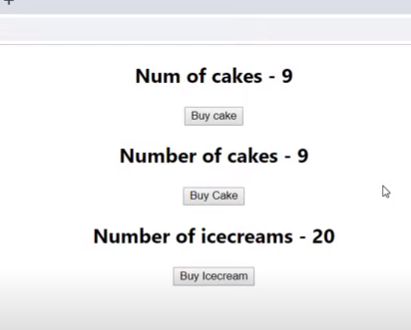 Num of cakes - 9
Buy cake
Number of cakes - 9
Buy Cake
Number of icecreams - 20
Buy Icecream